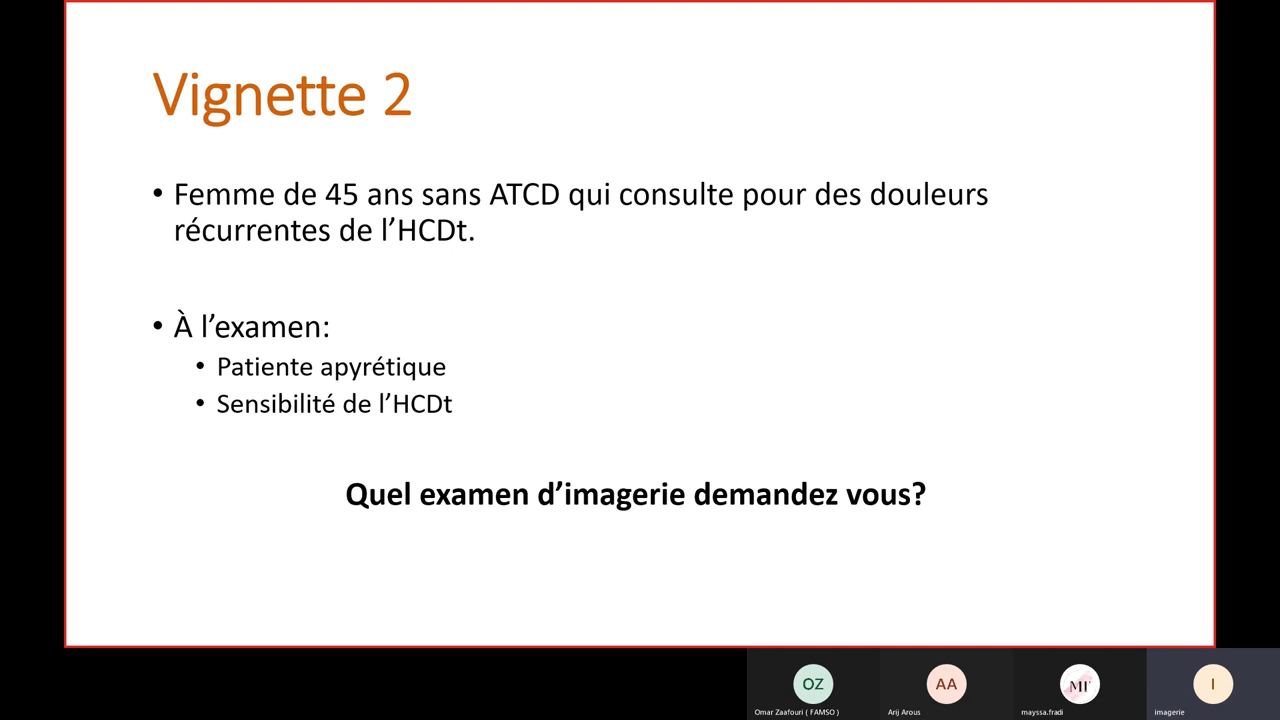 Vignette 2
• Femme de 45 ans sans ATCD qui consulte pour des douleurs
récurrentes de l’HCDt.
• À l’examen:
• Patiente apyrétique
• Sensibilité de l’HCDt
Quel examen d’imagerie demandez vous?
OZ
AA
MF
I
Omar Zaafouri ( FAMSO )
Arij Arous
mayssa.fradi
imagerie